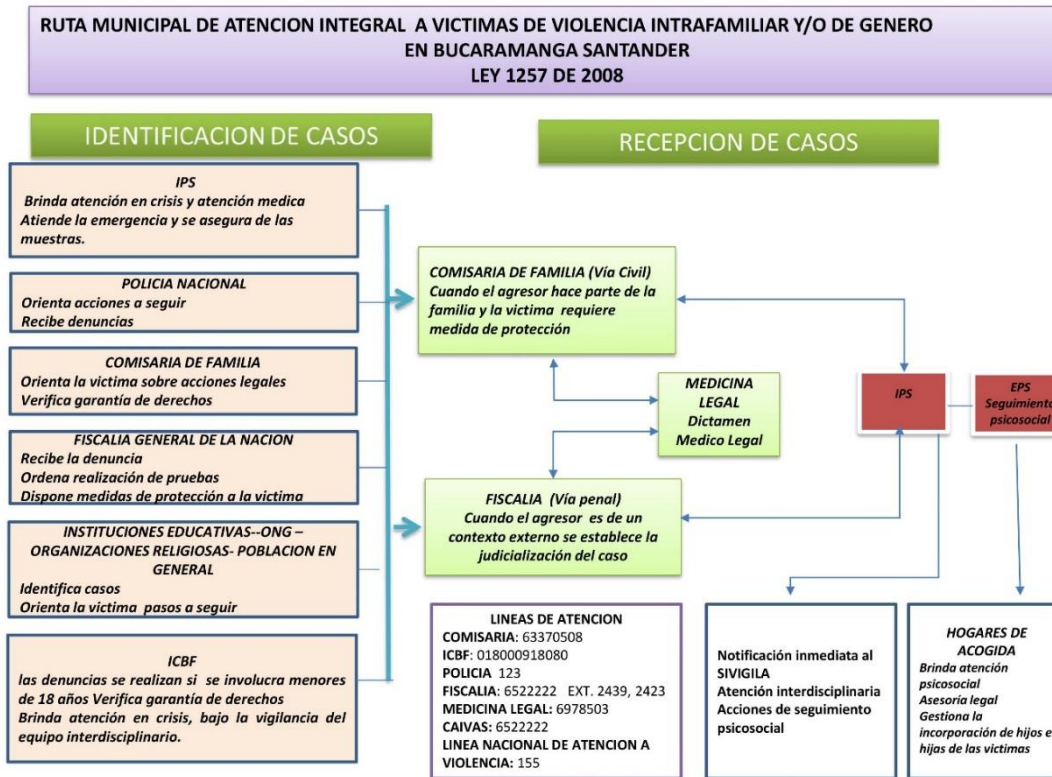 RUTA MUNICIPAL DE ATENCION INTEGRAL A VICTIMAS DE VIOLENCIA INTRAFAMILIAR Y/O DE GENERO
EN BUCARAMANGA SANTANDER
LEY 1257 DE 2008
IDENTIFICACION DE CASOS
RECEPCION DE CASOS
IPS
Brinda atención en crisis y atención medica
Atiende la emergencia y se asegura de las
muestras.
POLICIA NACIONAL
Orienta acciones a seguir
Recibe denuncias
COMISARIA DE FAMILIA
Orienta la victima sobre acciones legales
Verifica garantía de derechos
FISCALIA GENERAL DE LA NACION
Recibe la denuncia
Ordena realización de pruebas
Dispone medidas de protección a la victima
INSTITUCIONES EDUCATIVAS--ONG –
ORGANIZACIONES RELIGIOSAS- POBLACION EN
GENERAL
Identifica casos
Orienta la victima pasos a seguir
ICBF
las denuncias se realizan si se involucra menores
de 18 años Verifica garantía de derechos
Brinda atención en crisis, bajo la vigilancia del
equipo interdisciplinario.
COMISARIA DE FAMILIA (Vía Civil)
Cuando el agresor hace parte de la
familia y la victima requiere
medida de protección
MEDICINA
LEGAL
Dictamen
Medico Legal
FISCALIA (Vía penal)
Cuando el agresor es de un
contexto externo se establece la
judicialización del caso
IPS
EPS
Seguimiento
psicosocial
LINEAS DE ATENCION
COMISARIA: 63370508
ICBF: 018000918080
POLICIA 123
FISCALIA: 6522222 EXT. 2439, 2423
MEDICINA LEGAL: 6978503
CAIVAS: 6522222
LINEA NACIONAL DE ATENCION A
VIOLENCIA: 155
Notificación inmediata al
SIVIGILA
Atención interdisciplinaria
Acciones de seguimiento
psicosocial
HOGARES DE
ACOGIDA
Brinda atención
psicosocial
Asesoría legal
Gestiona la
incorporación de hijos e
hijas de las victimas